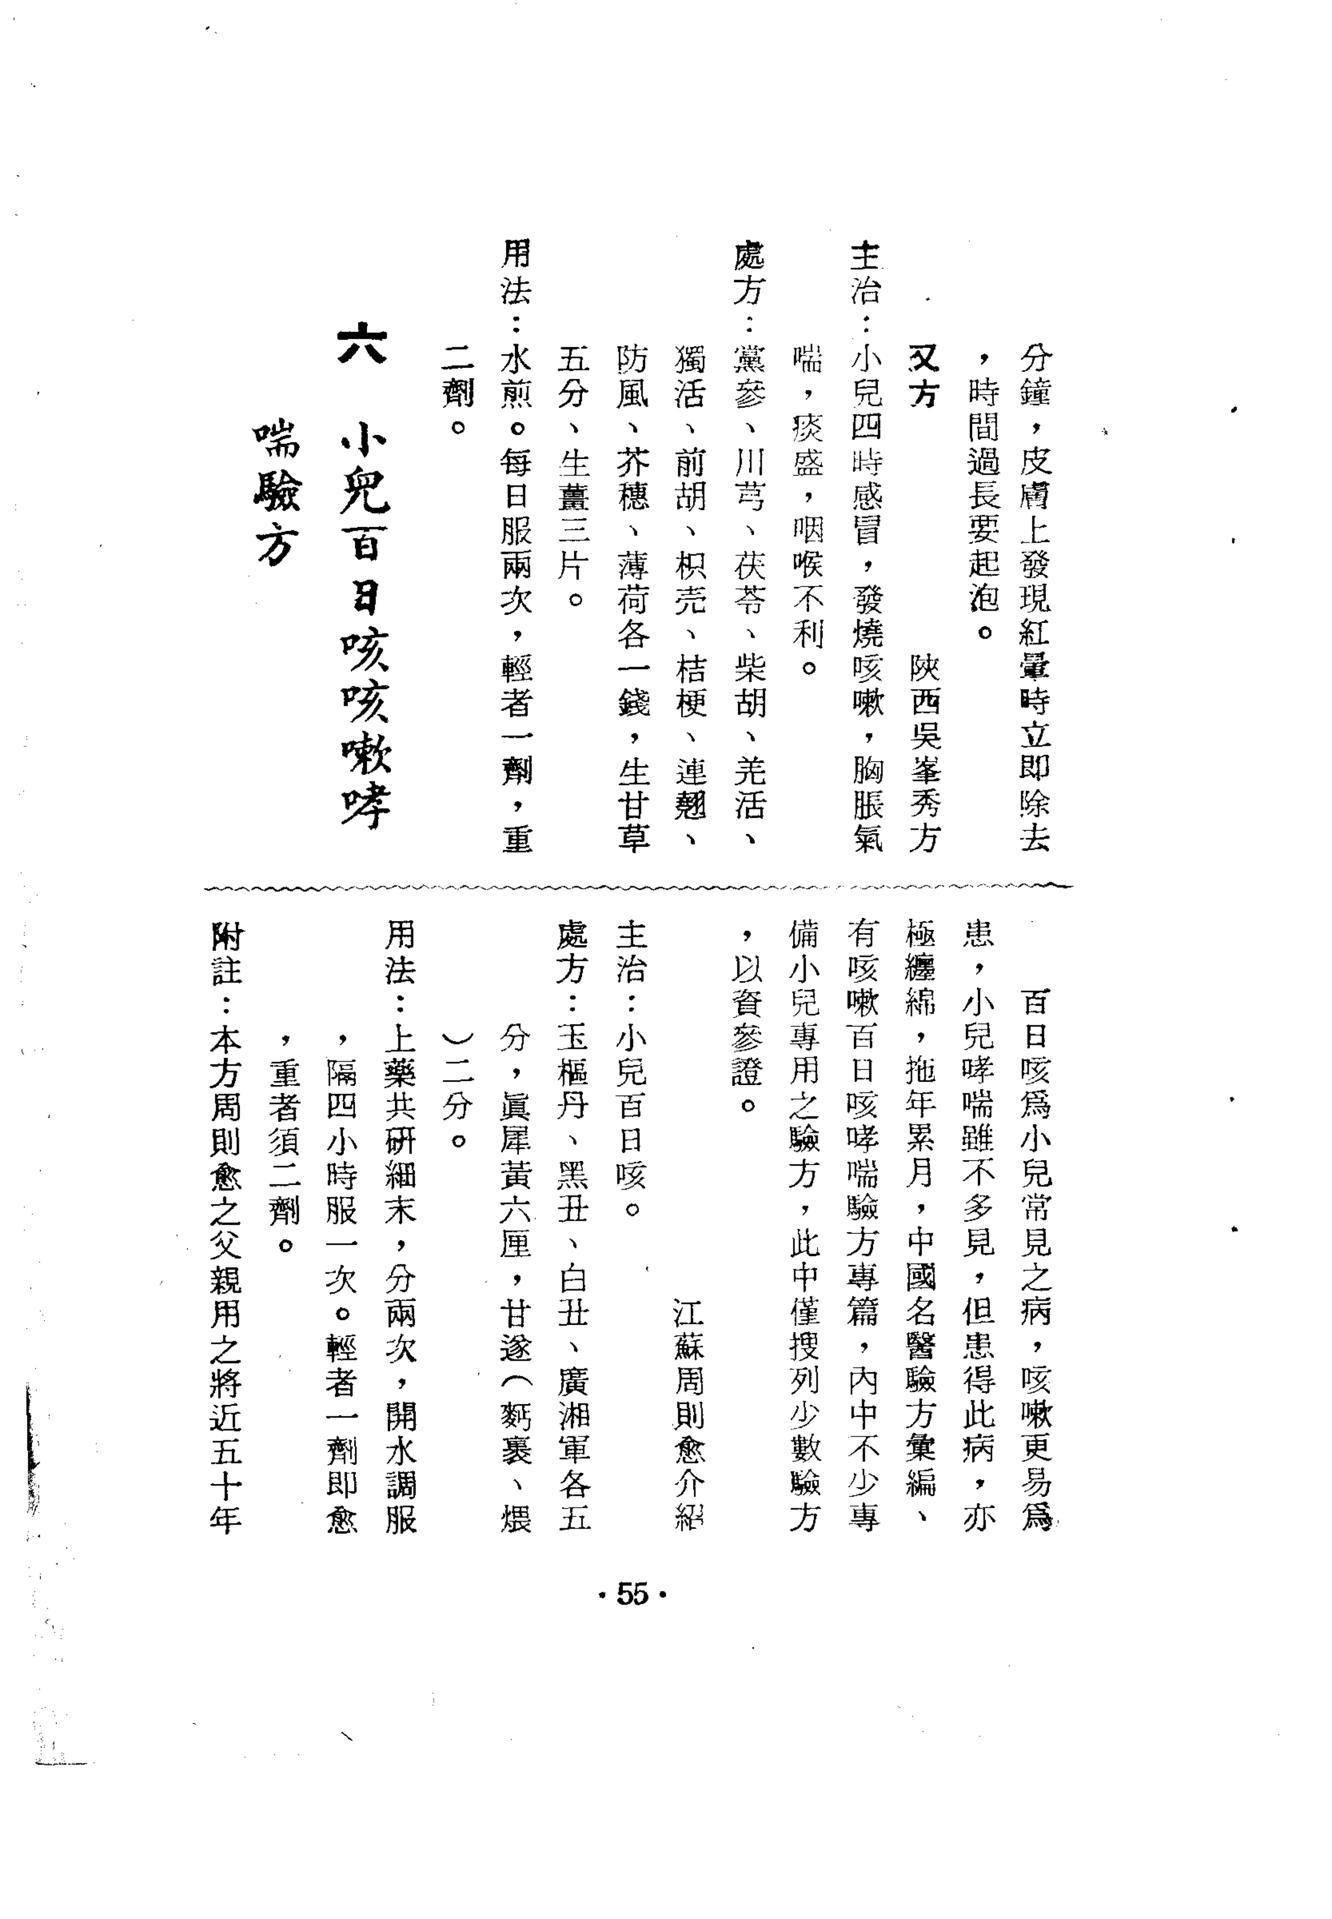 分鐘，皮膚上發現紅暈時立即除去
，時間過長要起泡。
又方　陝西吳峯秀方
主治：小兒四時感冒，發燒咳嗽，胸脹氣
喘，痰盛，咽喉不利。
處方：黨參、川芎、茯苓、柴胡、羌活、
獨活、前胡、枳壳、桔梗、連翹、
防風、芥穗、薄荷各一錢，生甘草
五分、生薑三片。
用法：水煎。每日服兩次，輕者一劑，重
二劑。
六　小兒百日咳咳嗽哮
喘驗方
百日咳爲小兒常見之病，咳嗽更易爲
患，小兒哮喘雖不多見，但患得此病，亦
極纏綿，拖年累月，中國名醫驗方彙編、
有咳嗽百日咳哮喘驗方專篇，內中不少專
備小兒專用之驗方，此中僅搜列少數驗方
，以資參證。
江蘇周則愈介紹
主治：小兒百日咳。
處方：玉樞丹、黑丑、白丑、廣湘軍各五
分，眞犀黃六厘，甘遂（麪裹、煨
）二分。
用法：上藥共研細末，分兩次，開水調服
，隔四小時服一次。輕者一劑即愈
，重者須二劑。
附註：本方周則愈之父親用之將近五十年
·55·